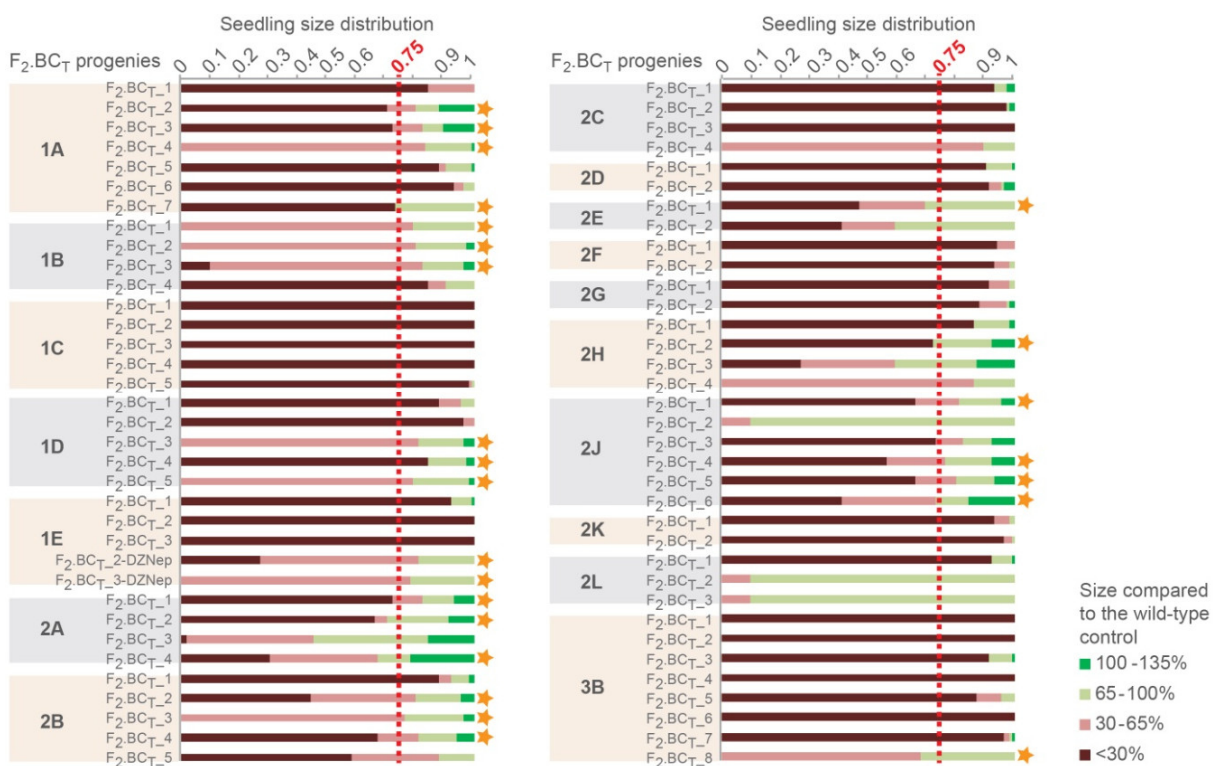 Seedling size distribution
F2.BCT progenies
0 0.1 0.2 0.3 0.4 0.5 0.6 0.75 0.9 1
1A
F2.BCT_1
F2.BCT_2
F2.BCT_3
F2.BCT_4
F2.BCT_5
F2.BCT_6
F2.BCT_7
1B
F2.BCT_1
F2.BCT_2
F2.BCT_3
F2.BCT_4
1C
F2.BCT_1
F2.BCT_2
F2.BCT_3
F2.BCT_4
F2.BCT_5
1D
F2.BCT_1
F2.BCT_2
F2.BCT_3
F2.BCT_4
F2.BCT_5
1E
F2.BCT_1
F2.BCT_2
F2.BCT_3
F2.BCT_2-DZNep
F2.BCT_3-DZNep
2A
F2.BCT_1
F2.BCT_2
F2.BCT_3
F2.BCT_4
2B
F2.BCT_1
F2.BCT_2
F2.BCT_3
F2.BCT_4
F2.BCT_5
Seedling size distribution
F2.BCT progenies
0 0.1 0.2 0.3 0.4 0.5 0.6 0.75 0.9 1
2C
F2.BCT_1
F2.BCT_2
F2.BCT_3
F2.BCT_4
2D
F2.BCT_1
F2.BCT_2
2E
F2.BCT_1
F2.BCT_2
2F
F2.BCT_1
F2.BCT_2
2G
F2.BCT_1
F2.BCT_2
2H
F2.BCT_1
F2.BCT_2
F2.BCT_3
F2.BCT_4
2J
F2.BCT_1
F2.BCT_2
F2.BCT_3
F2.BCT_4
F2.BCT_5
F2.BCT_6
2K
F2.BCT_1
F2.BCT_2
2L
F2.BCT_1
F2.BCT_2
F2.BCT_3
3B
F2.BCT_1
F2.BCT_2
F2.BCT_3
F2.BCT_4
F2.BCT_5
F2.BCT_6
F2.BCT_7
F2.BCT_8
Size compared
to the wild-type
control
100-135%
65-100%
30-65%
<30%